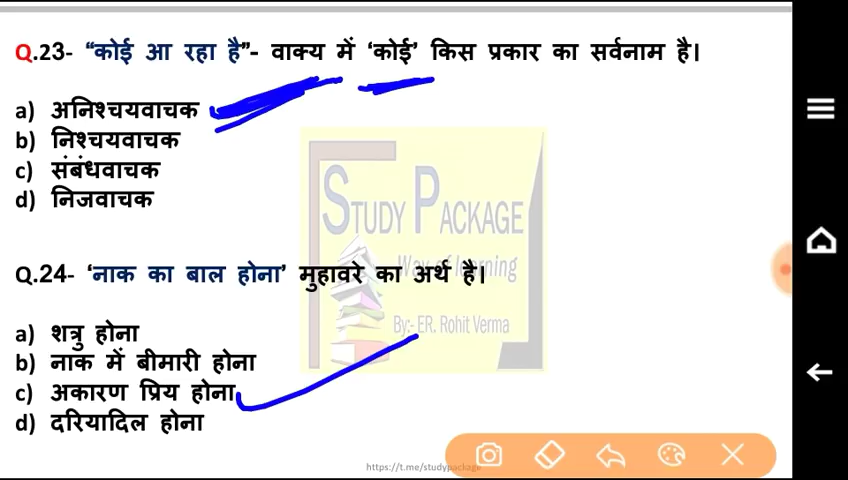 Q.23- “कोई आ रहा है”- वाक्य में ‘कोई’ किस प्रकार का सर्वनाम है।
a) अनिश्चयवाचक
b) निश्चयवाचक
c) संबंधवाचक
d) निजवाचक
STUDY PACKAGE
Way of learning
Q.24- ‘नाक का बाल होना’ मुहावरे का अर्थ है।
By:- ER. Rohit Verma
a) शत्रु होना
b) नाक में बीमारी होना
c) अकारण प्रिय होना
d) दरियादिल होना
https://t.me/studypackage